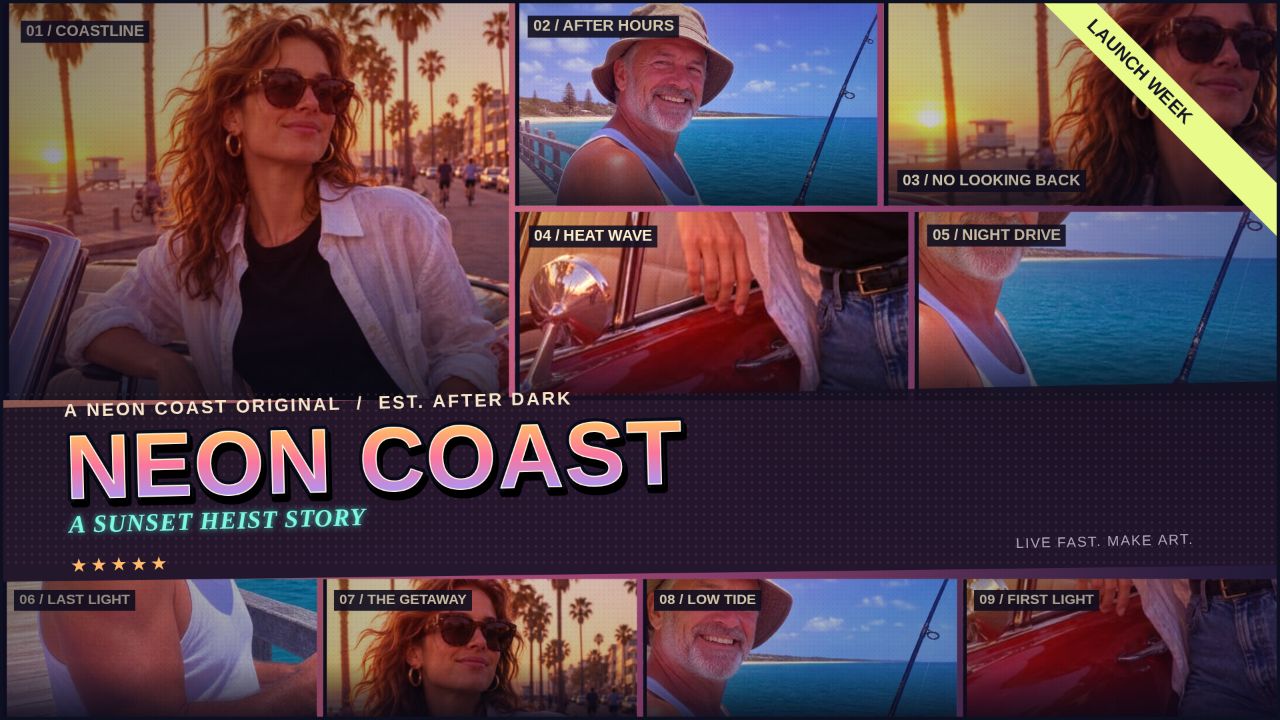 01 / COASTLINE
02 / AFTER HOURS
LAUNCH WEEK
03 / NO LOOKING BACK
04 / HEAT WAVE
05 / NIGHT DRIVE
A NEON COAST ORIGINAL / EST. AFTER DARK
NEON COAST
A SUNSET HEIST STORY
★★★★★
LIVE FAST. MAKE ART.
06 / LAST LIGHT
07 / THE GETAWAY
08 / LOW TIDE
09 / FIRST LIGHT